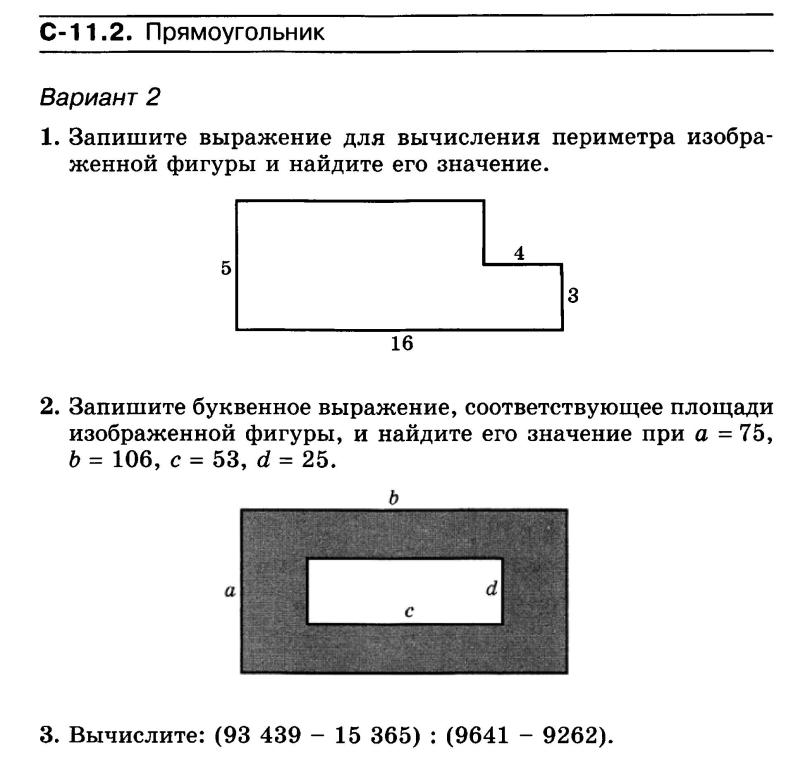 С-11.2. Прямоугольник
Вариант 2
1. Запишите выражение для вычисления периметра изобра-
женной фигуры и найдите его значение.
4
5
3
16
2. Запишите буквенное выражение, соответствующее площади
изображенной фигуры, и найдите его значение при a = 75,
b = 106, c = 53, d = 25.
b
a
d
c
3. Вычислите: (93 439 − 15 365) : (9641 − 9262).